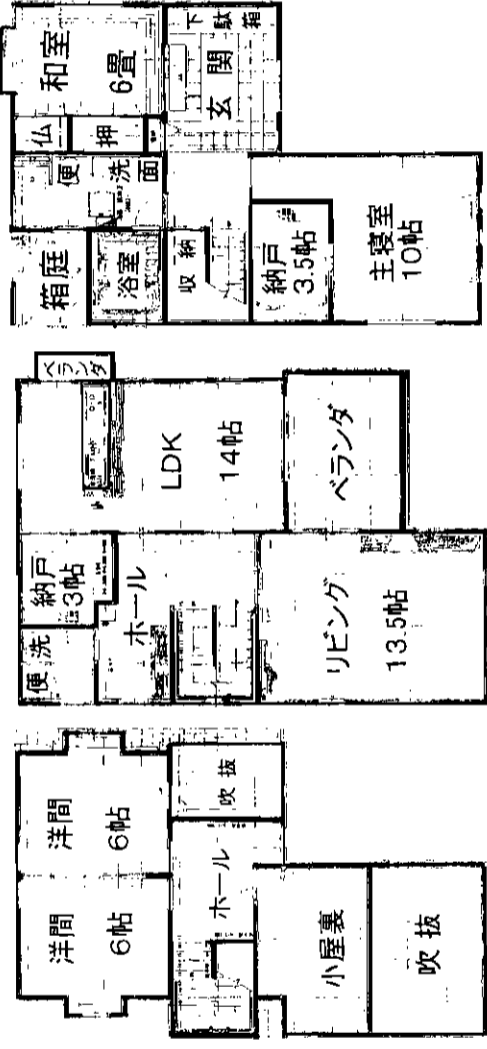 和室
6畳
下駄箱
玄関
仏
押
便
洗面
箱庭
浴室
収納
納戸
3.5帖
主寝室
10帖
ベランダ
LDK
14帖
ベランダ
納戸
3帖
ホール
便
洗
リビング
13.5帖
洋間
6帖
洋間
6帖
吹抜
ホール
小屋裏
吹抜